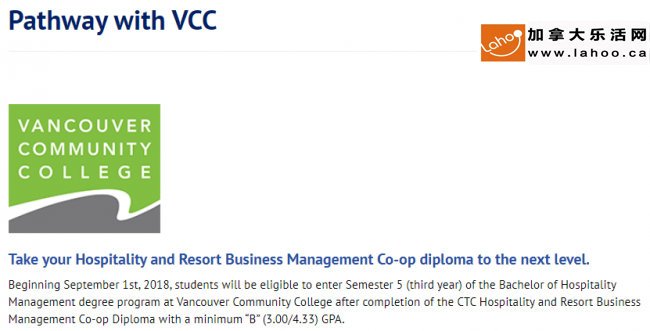 Pathway with VCC
Lahoo
加拿大乐活网
www.lahoo.ca
VANCOUVER
COMMUNITY
COLLEGE
Take your Hospitality and Resort Business Management Co-op diploma to the next level.
Beginning September 1st, 2018, students will be eligible to enter Semester 5 (third year) of the Bachelor of Hospitality
Management degree program at Vancouver Community College after completion of the CTC Hospitality and Resort Business
Management Co-op Diploma with a minimum “B” (3.00/4.33) GPA.